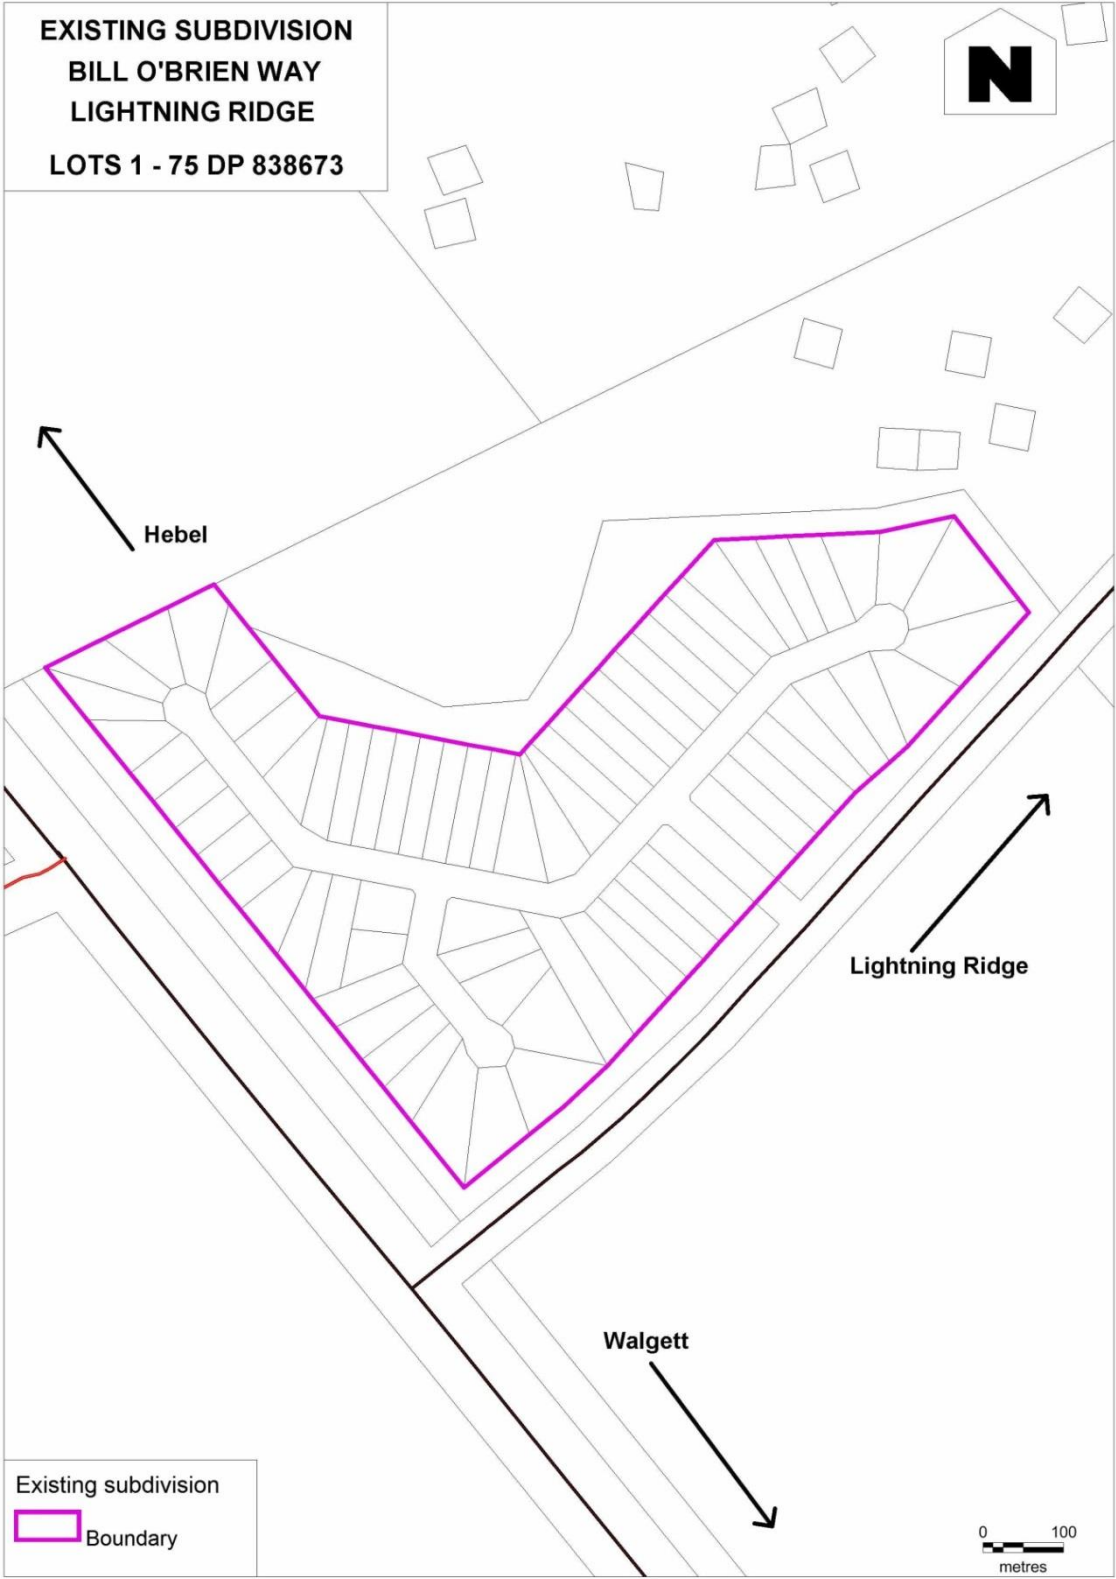 EXISTING SUBDIVISION
BILL O'BRIEN WAY
LIGHTNING RIDGE
LOTS 1 - 75 DP 838673
N
Hebel
Lightning Ridge
Walgett
Existing subdivision
Boundary
0 100
metres